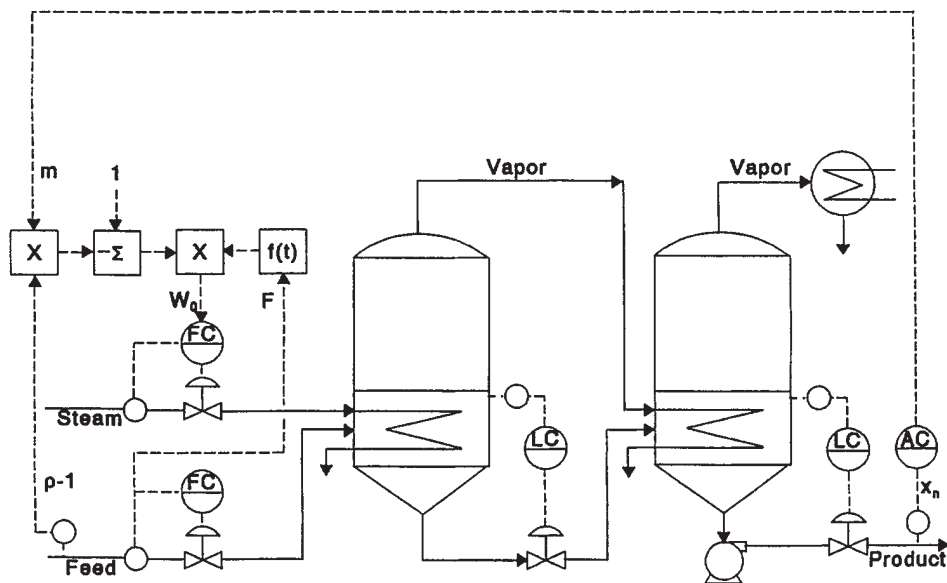 m
1
Vapor
Vapor
X
-Σ
X
f(t)
W₀
F
FC
Steam
LC
LC
AC
ρ-1
FC
xₙ
Feed
Product